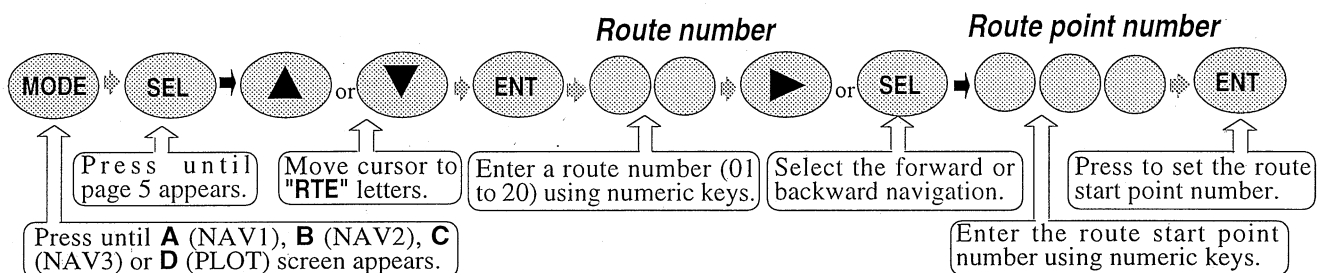 Route number Route point number
MODE SEL or ENT or SEL ENT
Press until
page 5 appears.
Move cursor to
"RTE" letters.
Enter a route number (01
to 20) using numeric keys.
Select the forward or
backward navigation.
Press to set the route
start point number.
Press until A (NAV1), B (NAV2), C
(NAV3) or D (PLOT) screen appears.
Enter the route start point
number using numeric keys.